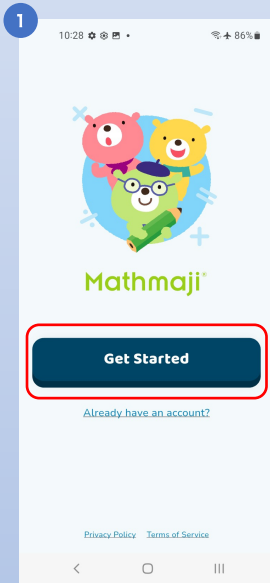 1
10:28
86%
Mathmaji
Get Started
Already have an account?
Privacy Policy Terms of Service